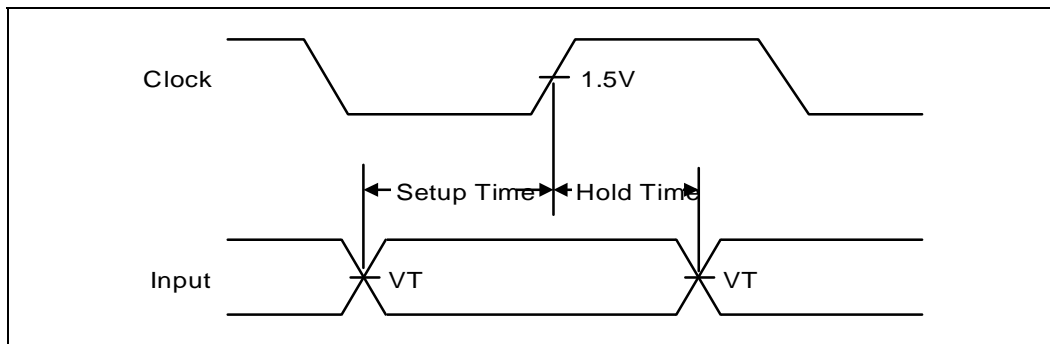 Clock
1.5V
Setup Time
Hold Time
Input
VT
VT